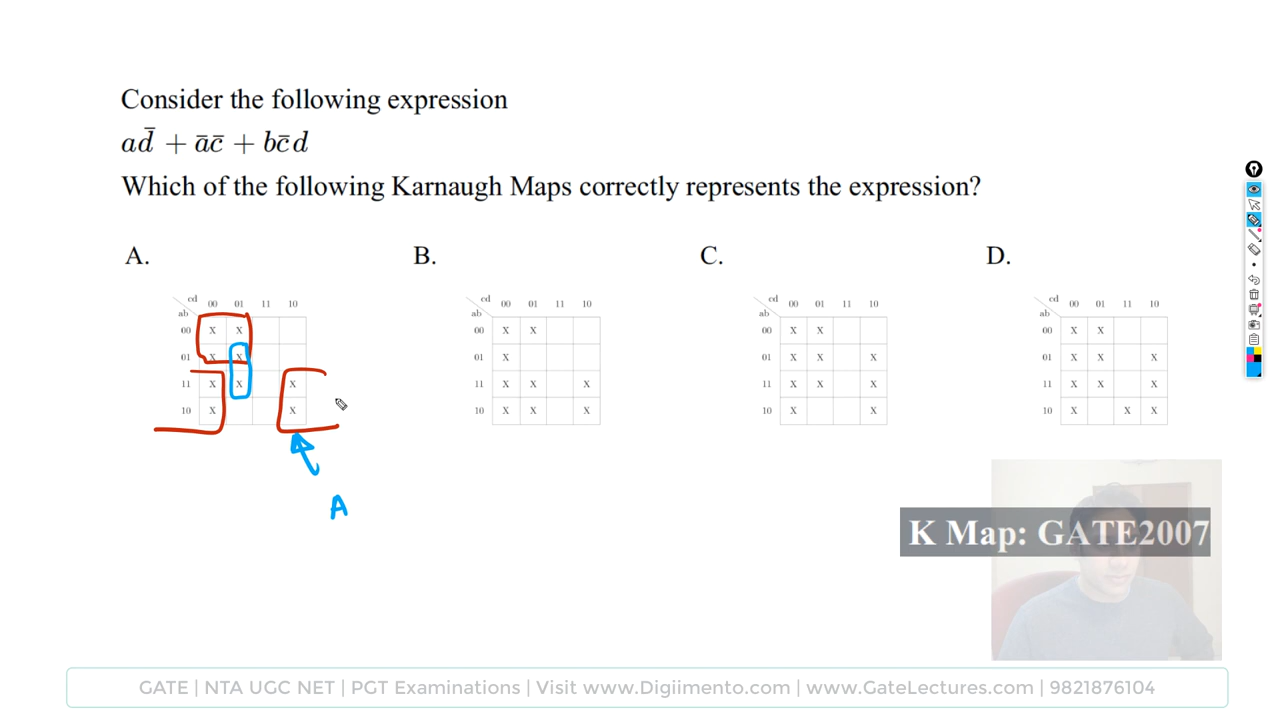 Consider the following expression
ad̄ + āc̄ + bc̄d
Which of the following Karnaugh Maps correctly represents the expression?
A. B. C. D.
cd 00 01 11 10
ab
00 X X
01 X X
11 X X X
10 X X
cd 00 01 11 10
ab
00 X X
01 X
11 X X X
10 X X X
cd 00 01 11 10
ab
00 X X
01 X X X
11 X X X
10 X X
cd 00 01 11 10
ab
00 X X
01 X X X
11 X X X
10 X X X
A
K Map: GATE2007
GATE | NTA UGC NET | PGT Examinations | Visit www.Digiimento.com | www.GateLectures.com | 9821876104